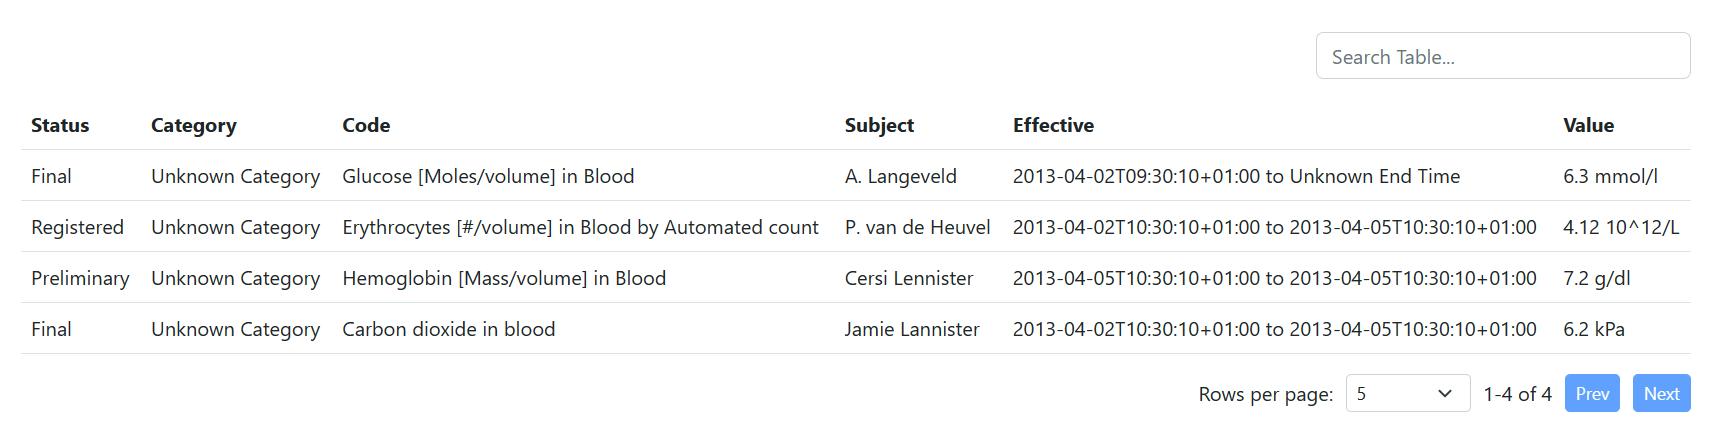 Search Table...
Status Category Code Subject Effective Value
Final Unknown Category Glucose [Moles/volume] in Blood A. Langeveld 2013-04-02T09:30:10+01:00 to Unknown End Time 6.3 mmol/l
Registered Unknown Category Erythrocytes [#/volume] in Blood by Automated count P. van de Heuvel 2013-04-02T10:30:10+01:00 to 2013-04-05T10:30:10+01:00 4.12 10^12/L
Preliminary Unknown Category Hemoglobin [Mass/volume] in Blood Cersi Lennister 2013-04-05T10:30:10+01:00 to 2013-04-05T10:30:10+01:00 7.2 g/dl
Final Unknown Category Carbon dioxide in blood Jamie Lannister 2013-04-02T10:30:10+01:00 to 2013-04-05T10:30:10+01:00 6.2 kPa
Rows per page: 5 1-4 of 4 Prev Next